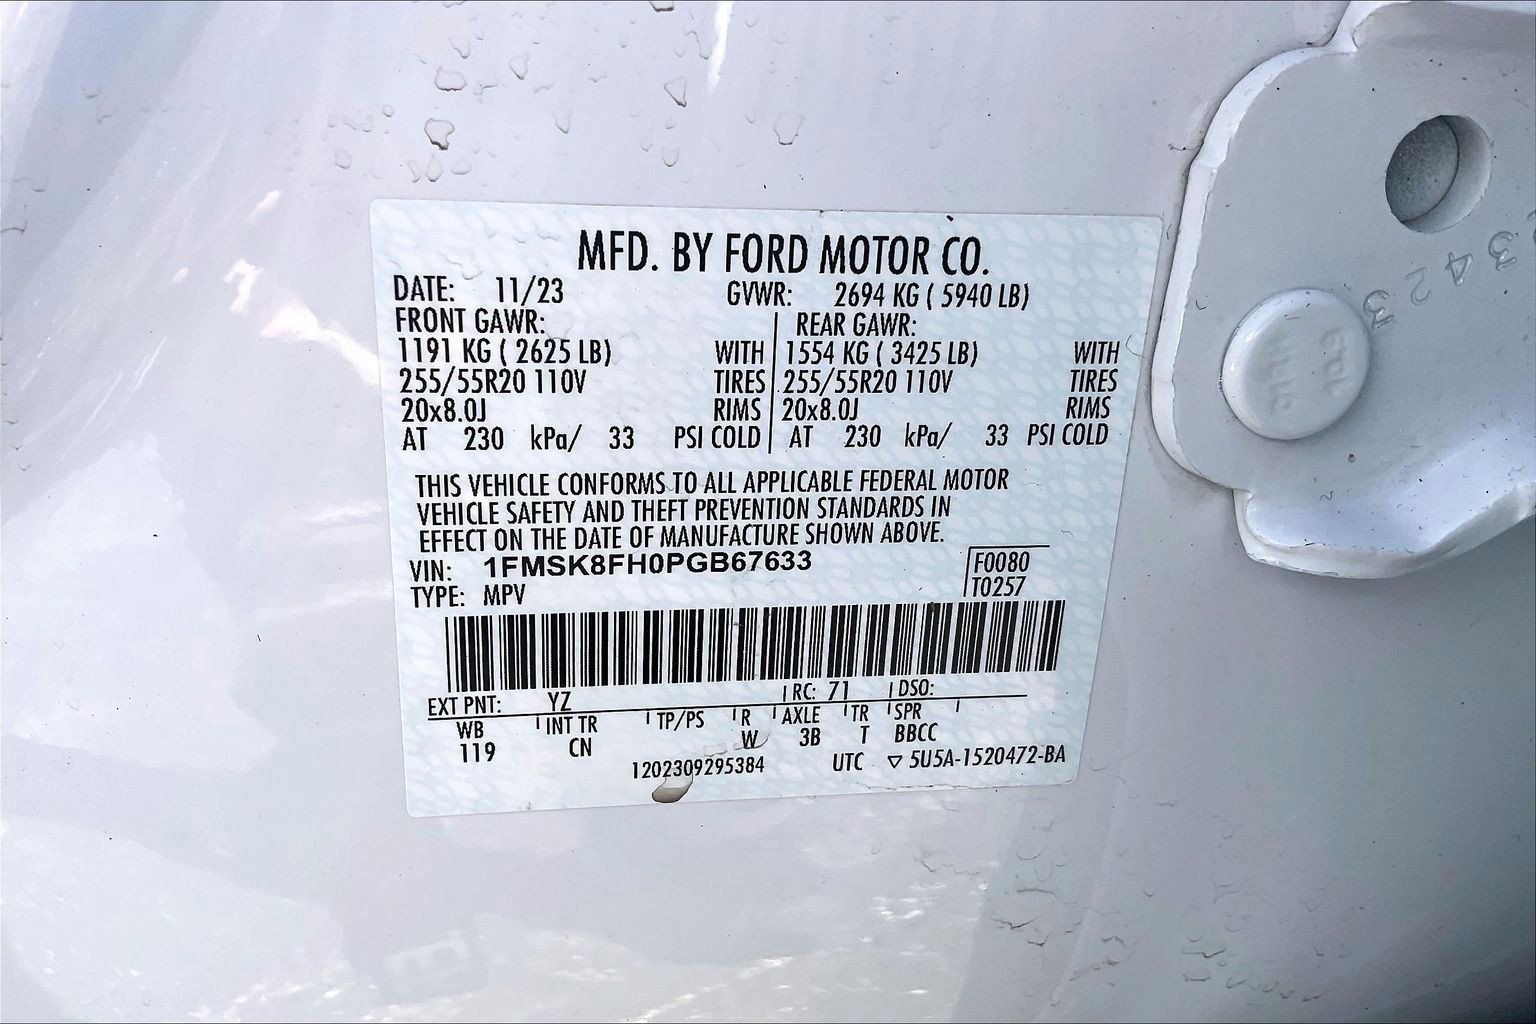 MFD. BY FORD MOTOR CO.
DATE: 11/23 GVWR: 2694 KG ( 5940 LB)
FRONT GAWR: REAR GAWR:
1191 KG ( 2625 LB) WITH 1554 KG ( 3425 LB) WITH
255/55R20 110V TIRES 255/55R20 110V TIRES
20x8.0J RIMS 20x8.0J RIMS
AT 230 kPa/ 33 PSI COLD AT 230 kPa/ 33 PSI COLD
THIS VEHICLE CONFORMS TO ALL APPLICABLE FEDERAL MOTOR
VEHICLE SAFETY AND THEFT PREVENTION STANDARDS IN
EFFECT ON THE DATE OF MANUFACTURE SHOWN ABOVE.
VIN: 1FMSK8FH0PGB67633 F0080
TYPE: MPV T0257
EXT PNT: YZ RC: 71 DSO:
WB INT TR TP/PS R AXLE TR SPR
119 CN W 3B T BBCC
1202309295384 UTC ▽ 5U5A-1520472-BA
3423